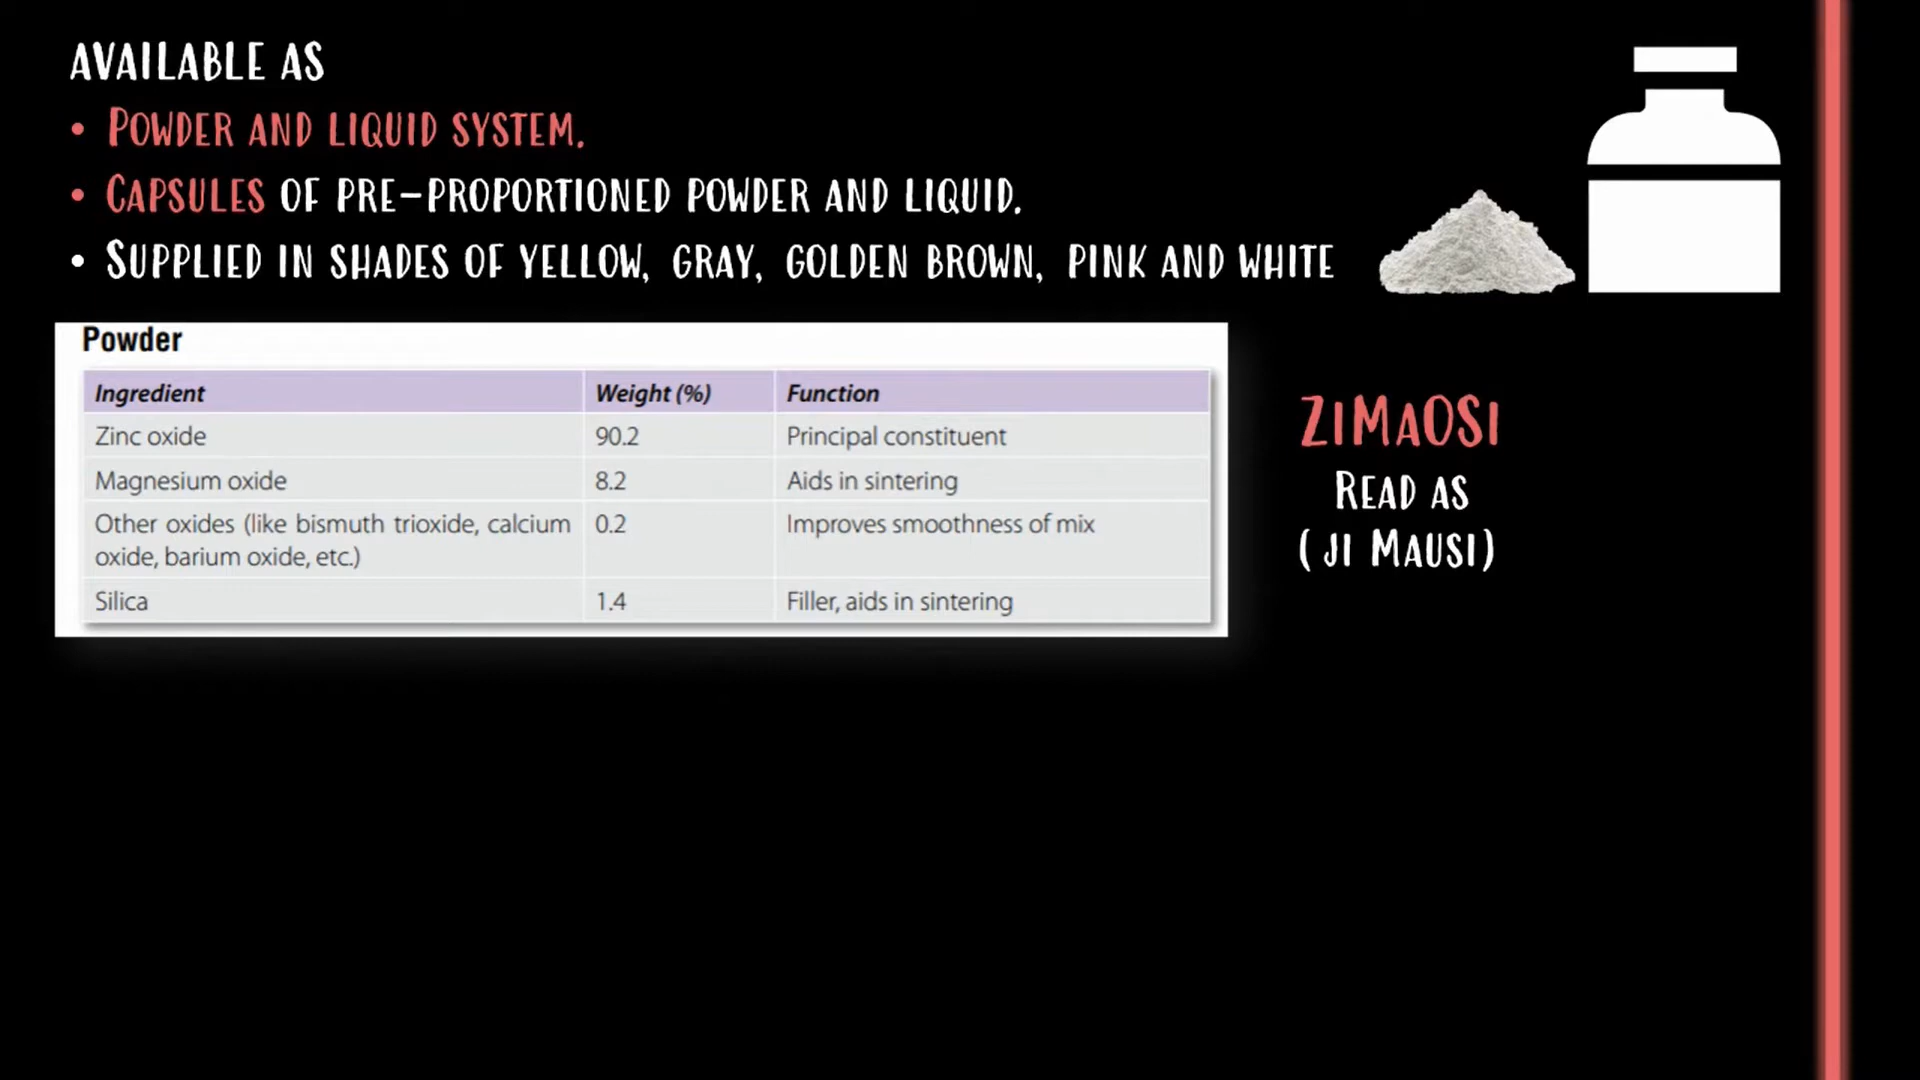 AVAILABLE AS
• POWDER AND LIQUID SYSTEM.
• CAPSULES OF PRE-PROPORTIONED POWDER AND LIQUID.
• SUPPLIED IN SHADES OF YELLOW, GRAY, GOLDEN BROWN, PINK AND WHITE
Powder
Ingredient Weight (%) Function
Zinc oxide 90.2 Principal constituent
Magnesium oxide 8.2 Aids in sintering
Other oxides (like bismuth trioxide, calcium 0.2 Improves smoothness of mix
oxide, barium oxide, etc.)
Silica 1.4 Filler, aids in sintering
ZIMAOSI
READ AS
( JI MAUSI)